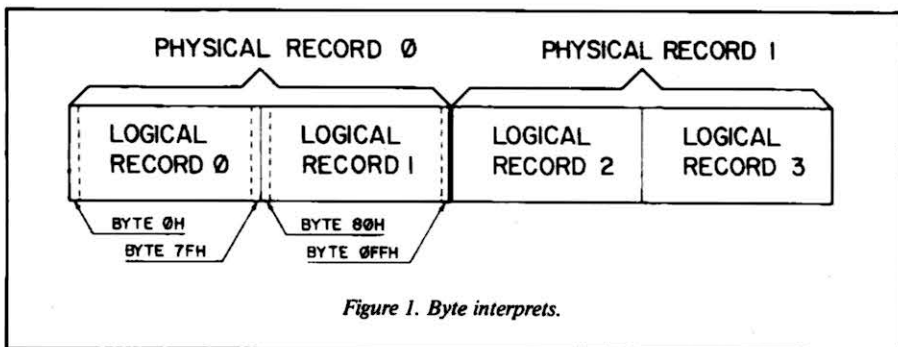 PHYSICAL RECORD Ø
PHYSICAL RECORD 1
LOGICAL
RECORD Ø
LOGICAL
RECORD 1
LOGICAL
RECORD 2
LOGICAL
RECORD 3
BYTE ØH
BYTE 7FH
BYTE 8ØH
BYTE ØFFH
Figure 1. Byte interprets.